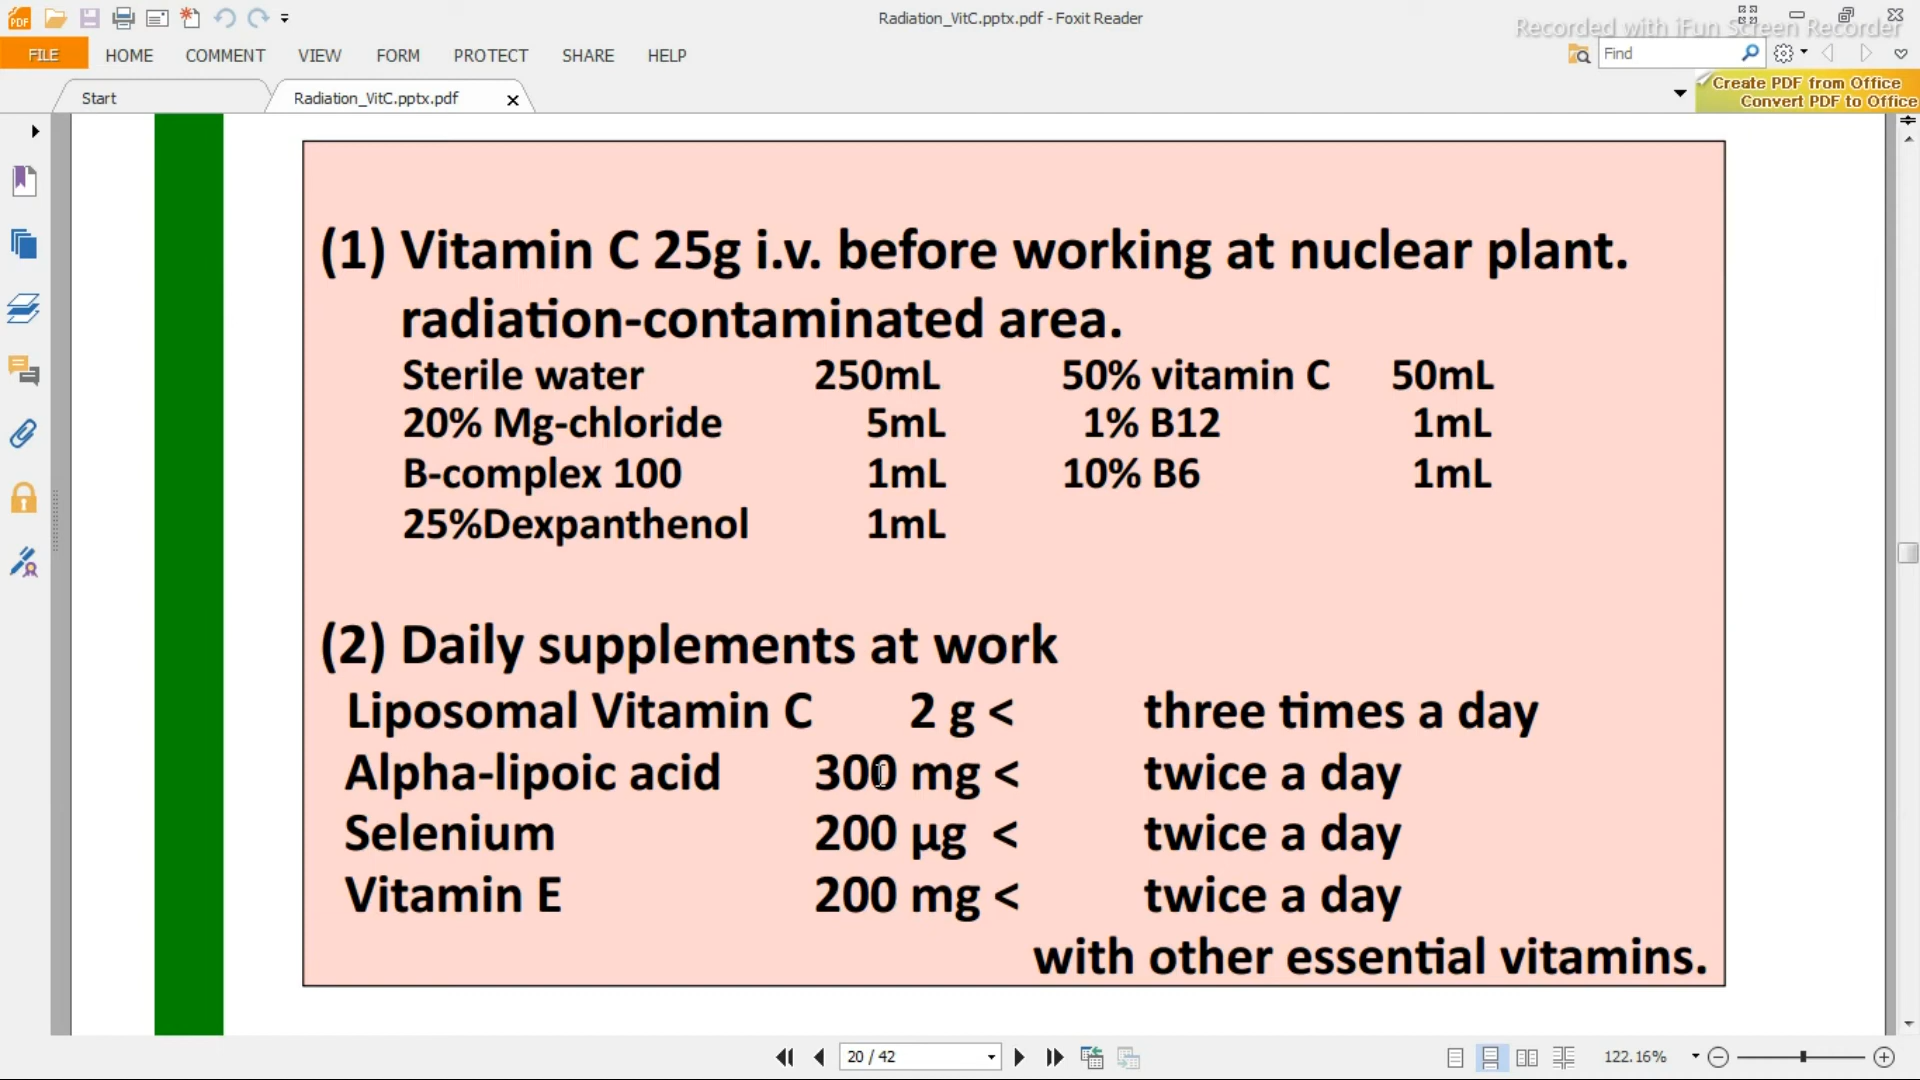 Radiation_VitC.pptx.pdf - Foxit Reader
Recorded with iFun Screen Recorder
FILE HOME COMMENT VIEW FORM PROTECT SHARE HELP
Find
Start Radiation_VitC.pptx.pdf
Create PDF from Office
Convert PDF to Office
(1) Vitamin C 25g i.v. before working at nuclear plant.
radiation-contaminated area.
Sterile water 250mL 50% vitamin C 50mL
20% Mg-chloride 5mL 1% B12 1mL
B-complex 100 1mL 10% B6 1mL
25%Dexpanthenol 1mL
(2) Daily supplements at work
Liposomal Vitamin C 2 g < three times a day
Alpha-lipoic acid 300 mg < twice a day
Selenium 200 µg < twice a day
Vitamin E 200 mg < twice a day
with other essential vitamins.
20 / 42
122.16%